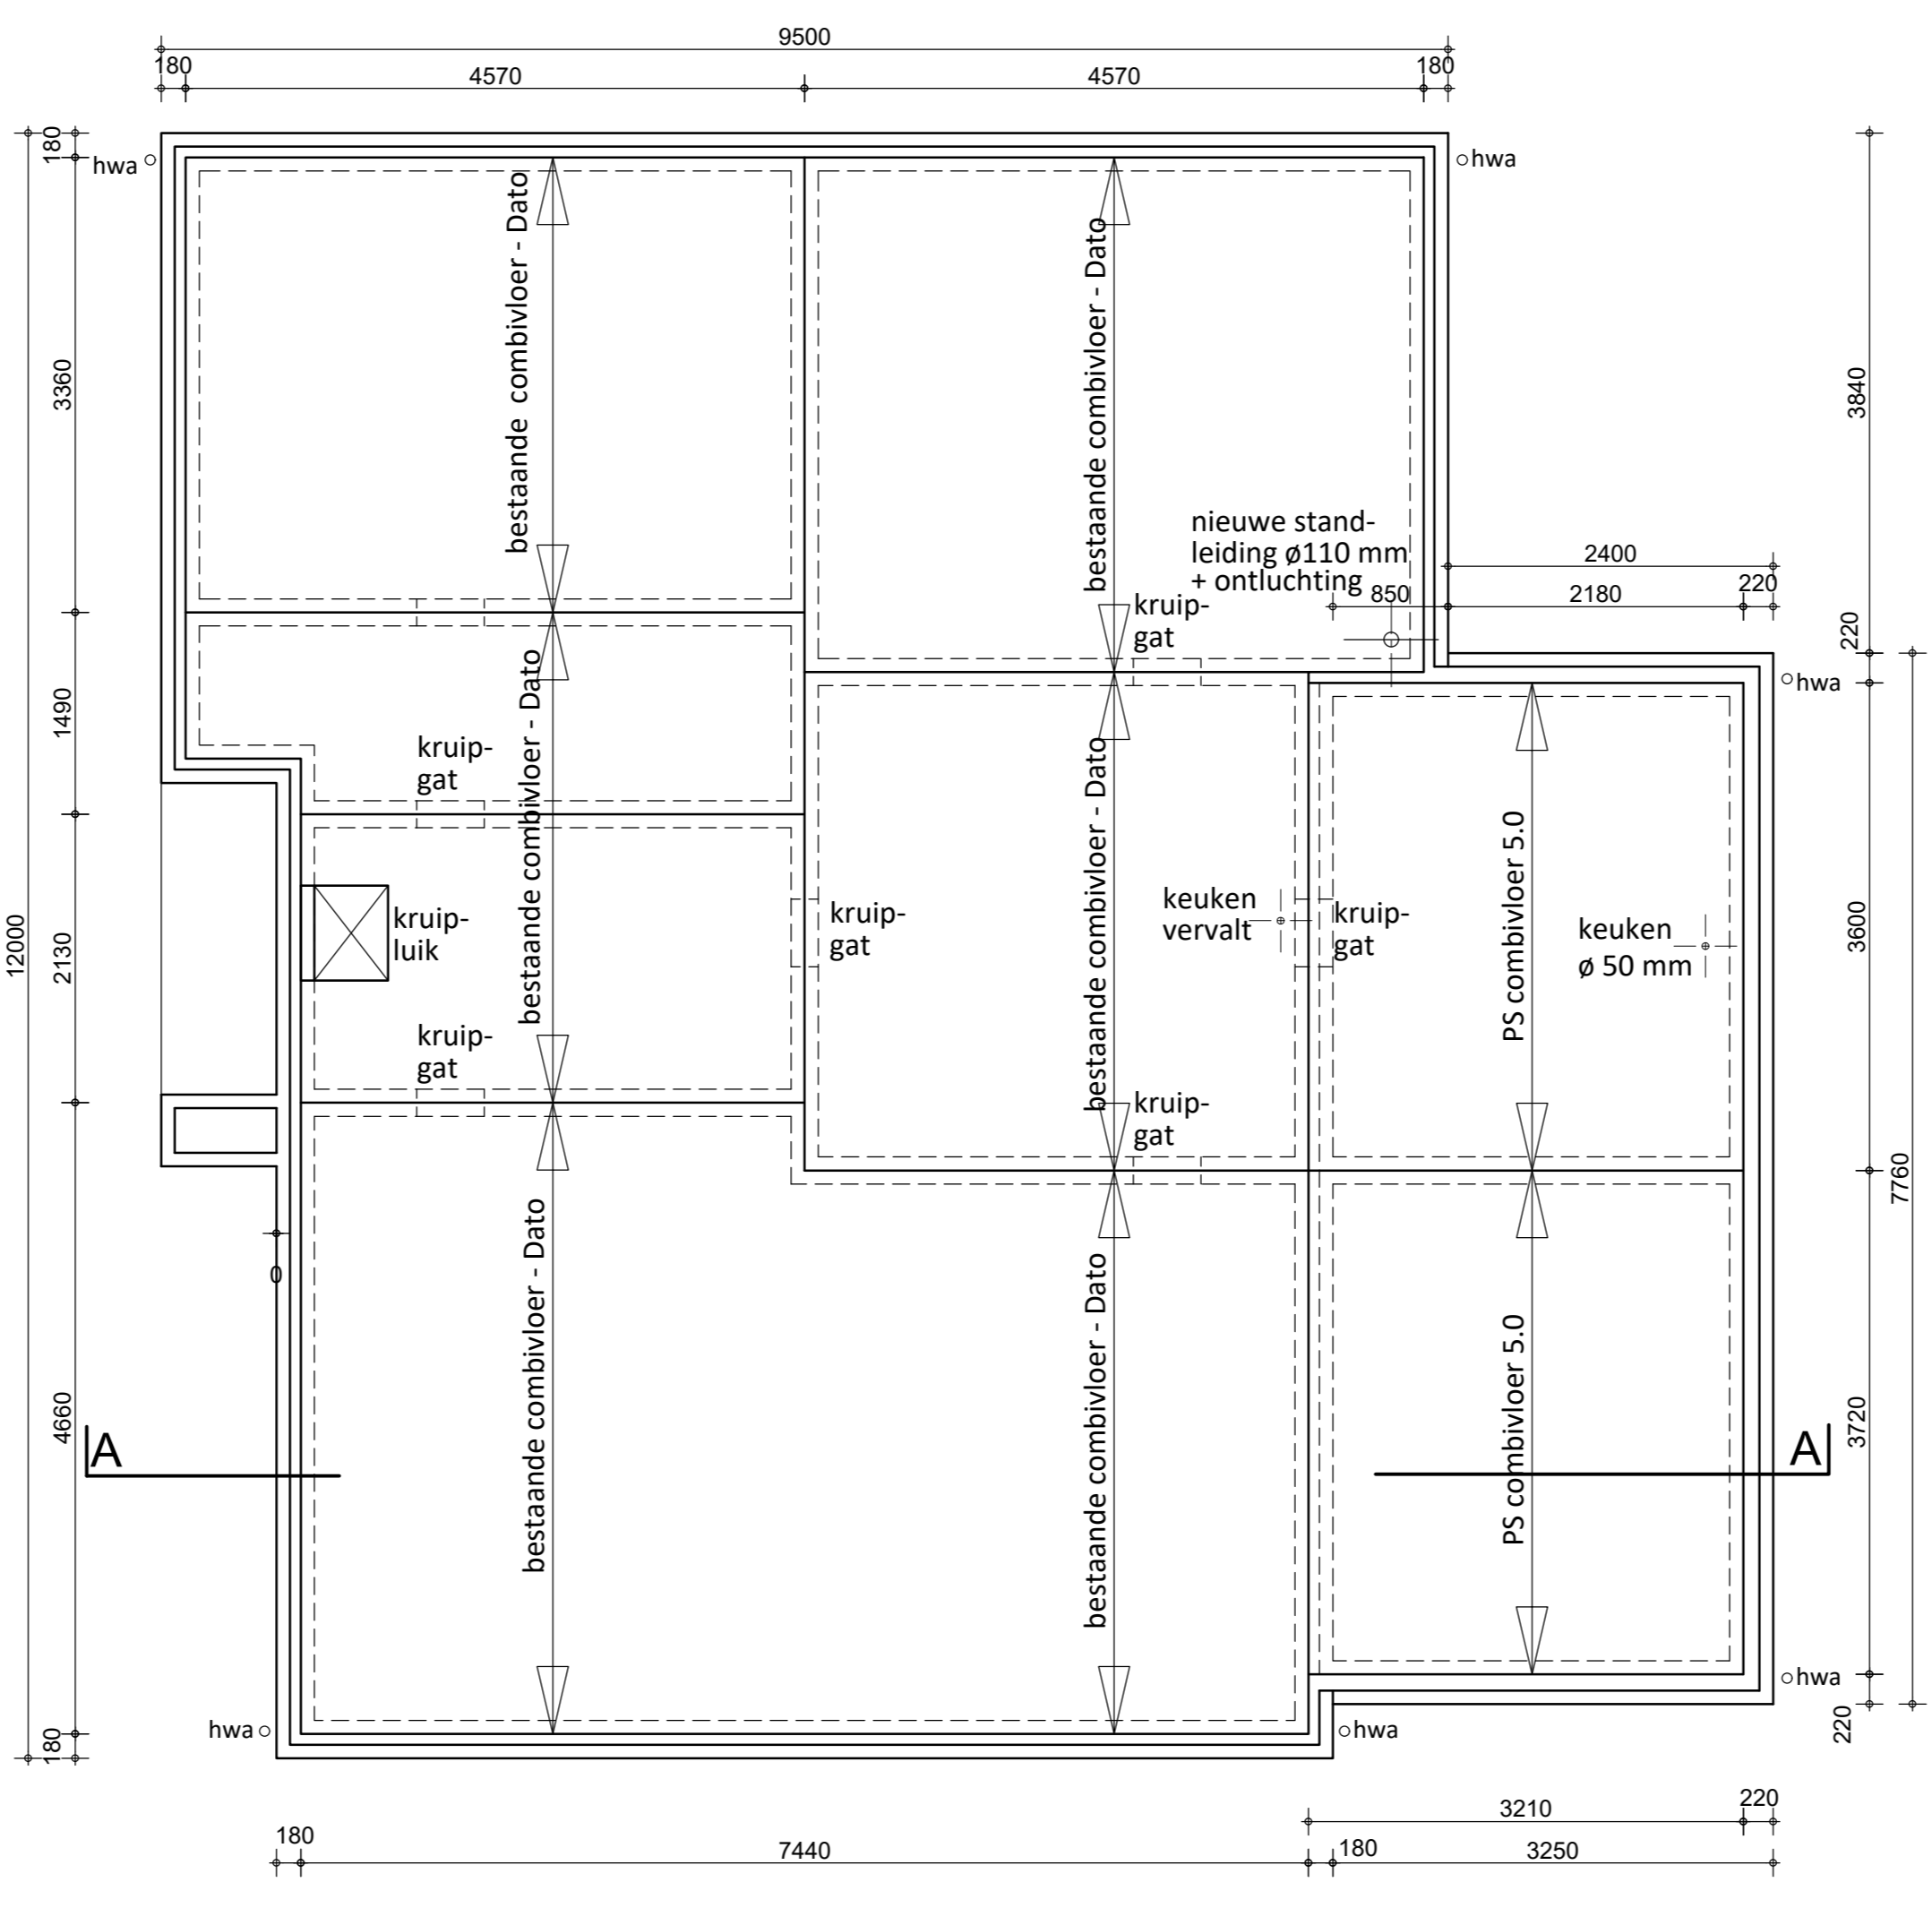 9500
180
4570
4570
180
180
hwa
hwa
bestaande combivloer - Dato
bestaande combivloer - Dato
3360
3840
nieuwe stand-
leiding ø110 mm
+ ontluchting
2400
850
2180
220
220
kruip-
gat
hwa
1490
bestaande combivloer - Dato
kruip-
gat
bestaande combivloer - Dato
PS combivloer 5.0
12000
2130
kruip-
luik
kruip-
gat
keuken
vervalt
kruip-
gat
keuken
ø 50 mm
3600
kruip-
gat
kruip-
gat
7760
0
bestaande combivloer - Dato
bestaande combivloer - Dato
PS combivloer 5.0
4660
3720
A
A
hwa
hwa
hwa
180
220
3210
220
180
7440
180
3250